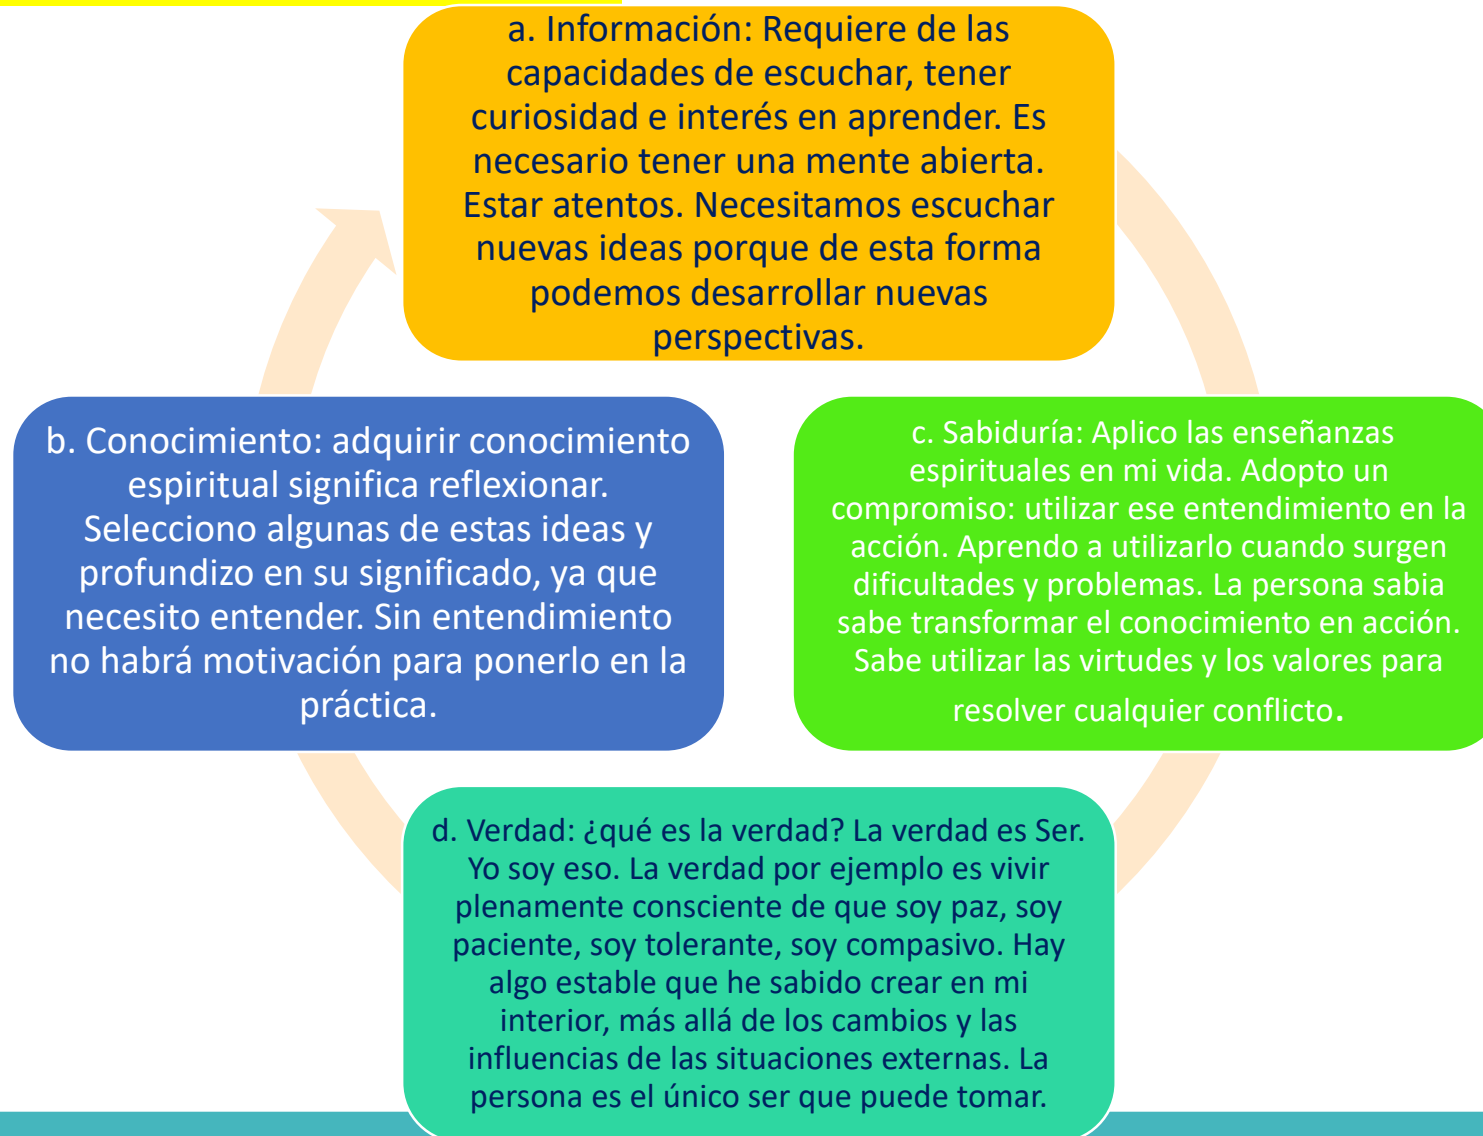 a. Información: Requiere de las
capacidades de escuchar, tener
curiosidad e interés en aprender. Es
necesario tener una mente abierta.
Estar atentos. Necesitamos escuchar
nuevas ideas porque de esta forma
podemos desarrollar nuevas
perspectivas.
b. Conocimiento: adquirir conocimiento
espiritual significa reflexionar.
Selecciono algunas de estas ideas y
profundizo en su significado, ya que
necesito entender. Sin entendimiento
no habrá motivación para ponerlo en la
práctica.
c. Sabiduría: Aplico las enseñanzas
espirituales en mi vida. Adopto un
compromiso: utilizar ese entendimiento en la
acción. Aprendo a utilizarlo cuando surgen
dificultades y problemas. La persona sabia
sabe transformar el conocimiento en acción.
Sabe utilizar las virtudes y los valores para
resolver cualquier conflicto.
d. Verdad: ¿qué es la verdad? La verdad es Ser.
Yo soy eso. La verdad por ejemplo es vivir
plenamente consciente de que soy paz, soy
paciente, soy tolerante, soy compasivo. Hay
algo estable que he sabido crear en mi
interior, más allá de los cambios y las
influencias de las situaciones externas. La
persona es el único ser que puede tomar.